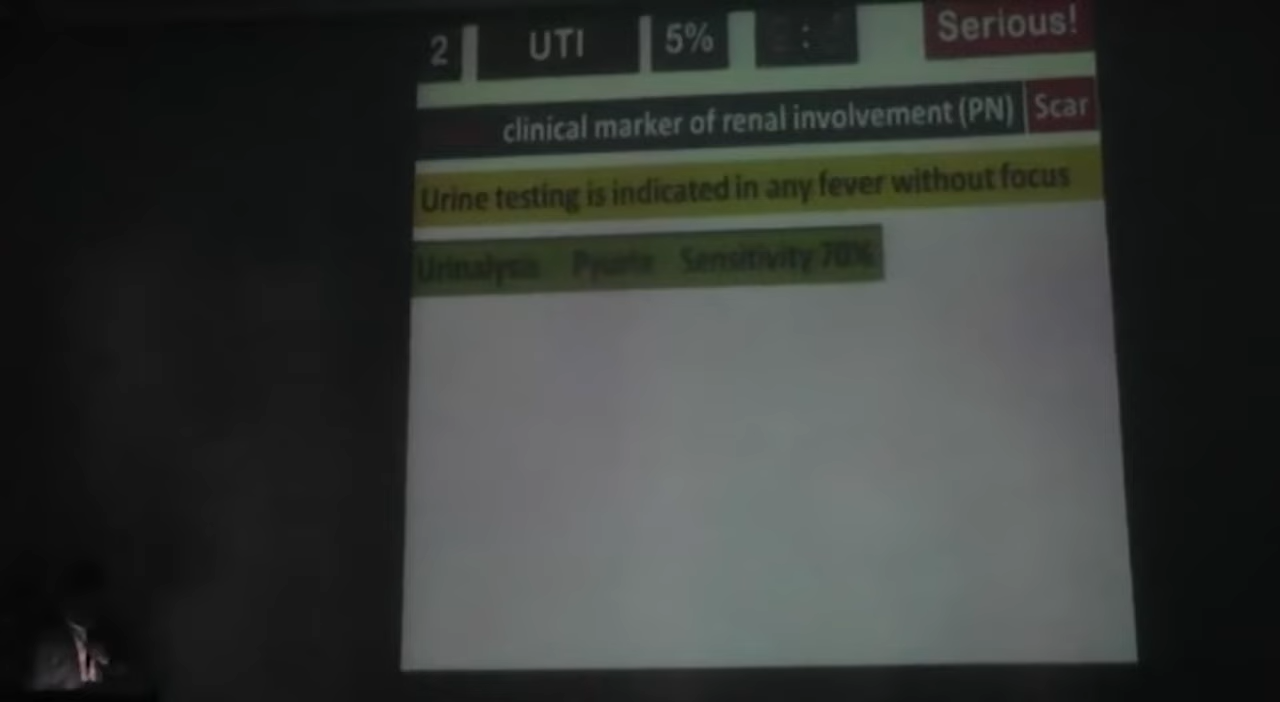 2 UTI 5% : Serious!
clinical marker of renal involvement (PN) Scar
Urine testing is indicated in any fever without focus
Urinalysis Pyuria Sensitivity 70%